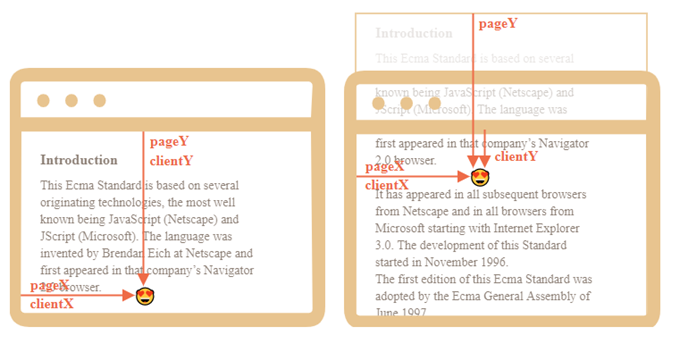 pageY
clientY
Introduction
This Ecma Standard is based on several
originating technologies, the most well
known being JavaScript (Netscape) and
JScript (Microsoft). The language was
invented by Brendan Eich at Netscape and
first appeared in that company's Navigator
browser.
pageX
clientX
pageY
Introduction
This Ecma Standard is based on several
known being JavaScript (Netscape) and
JScript (Microsoft). The language was
first appeared in that company's Navigator
2.0 browser.
clientY
pageX
clientX
It has appeared in all subsequent browsers
from Netscape and in all browsers from
Microsoft starting with Internet Explorer
3.0. The development of this Standard
started in November 1996.
The first edition of this Ecma Standard was
adopted by the Ecma General Assembly of
June 1997.